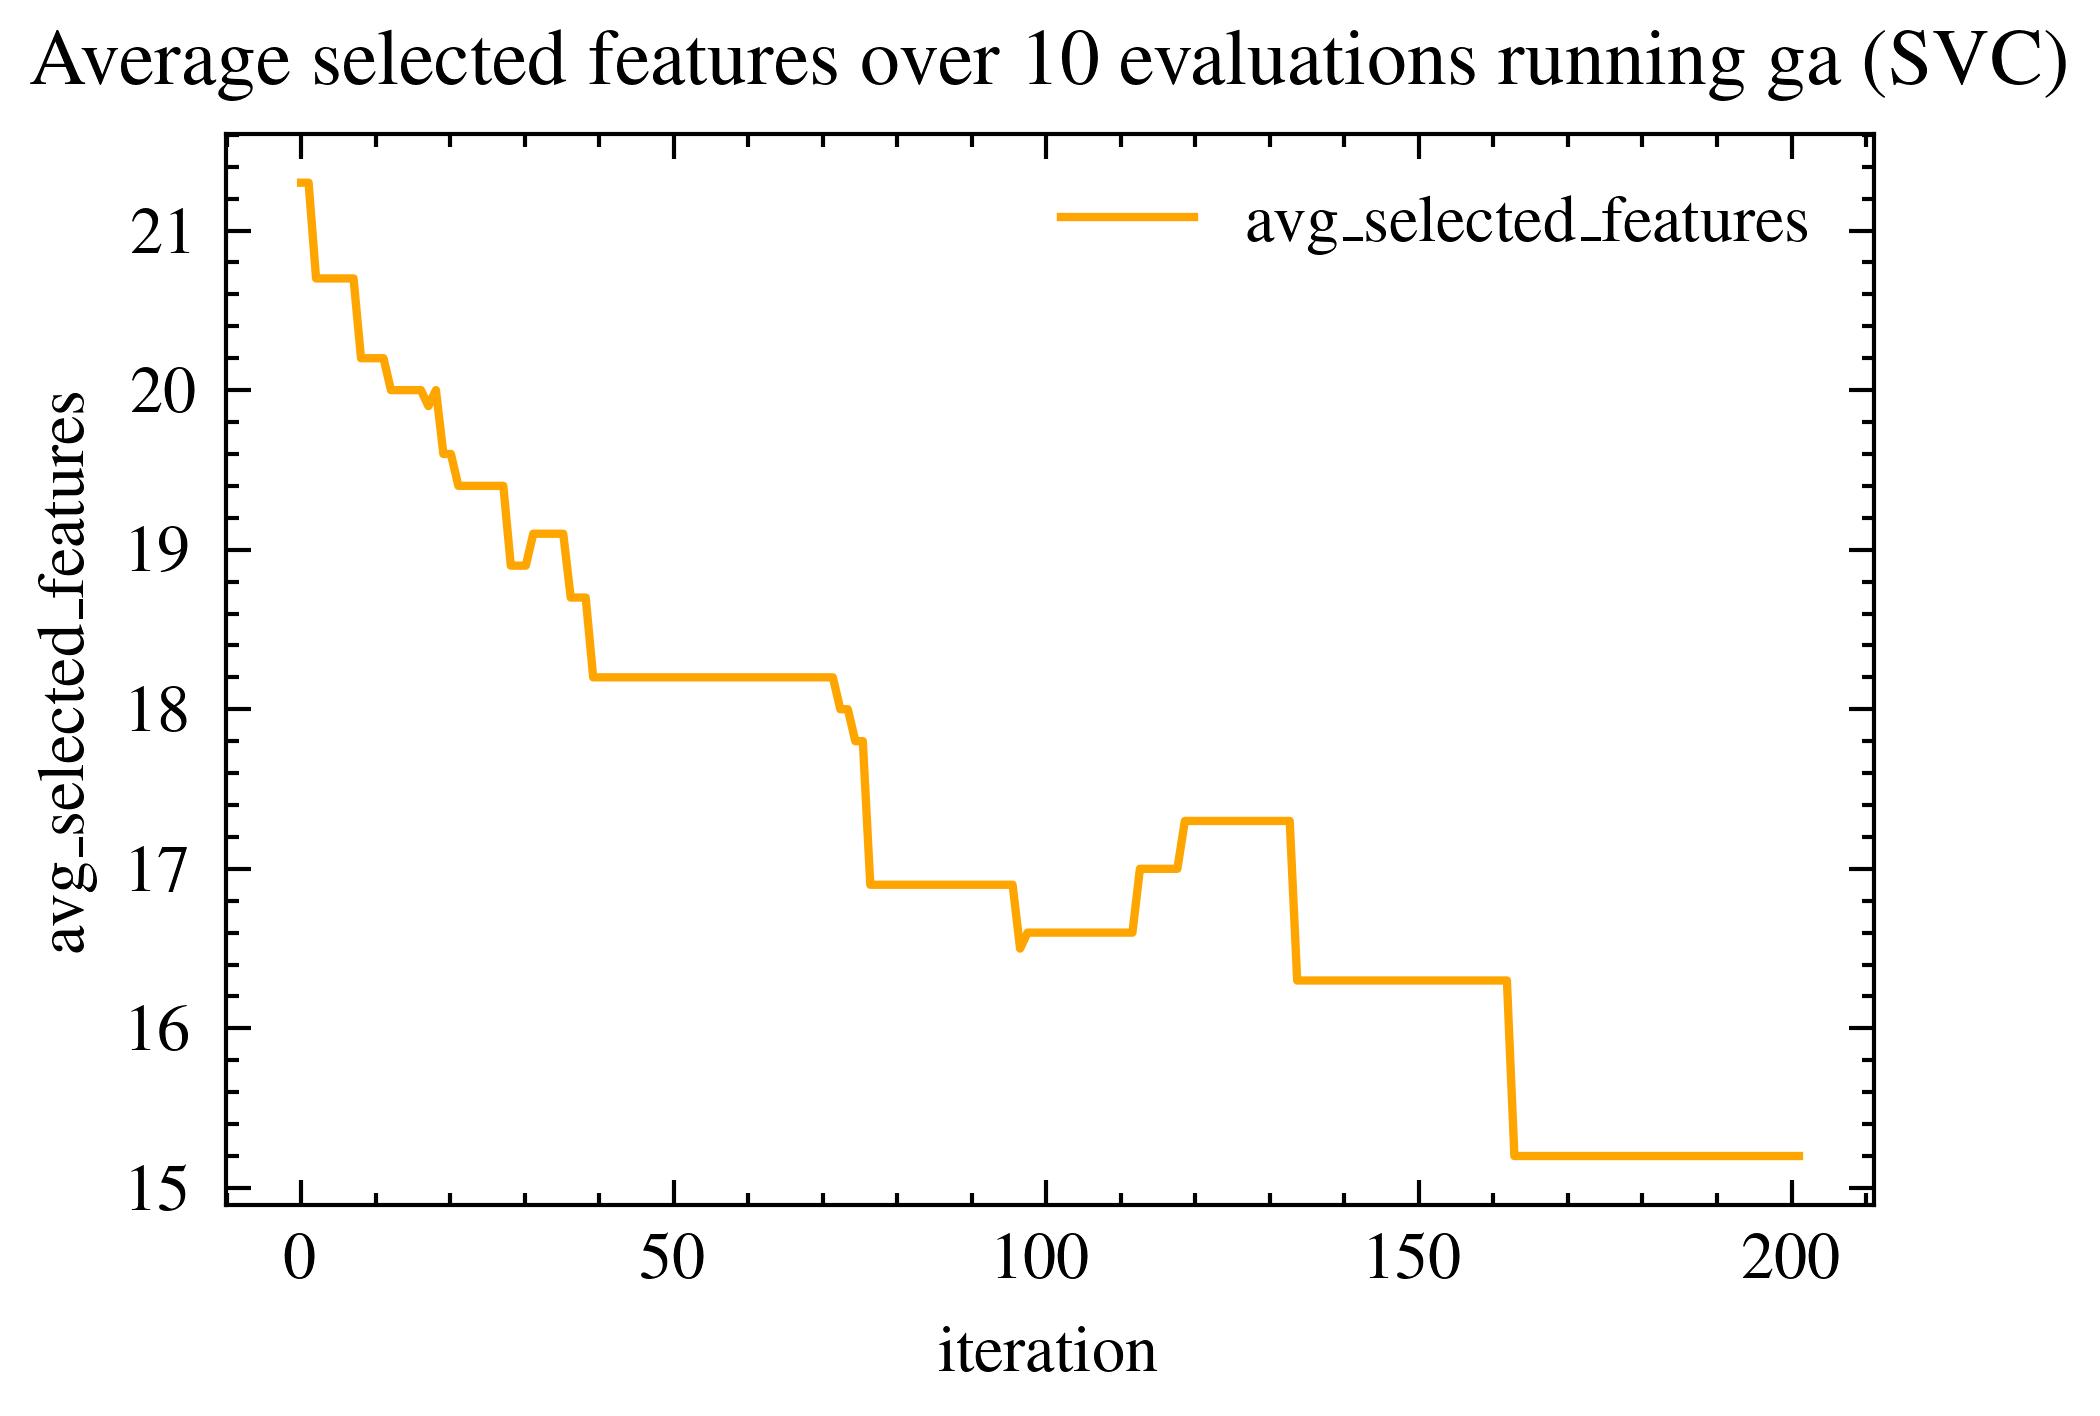 Average selected features over 10 evaluations running ga (SVC)
avg_selected_features
21
20
19
18
17
16
15
0 50 100 150 200
iteration
avg_selected_features